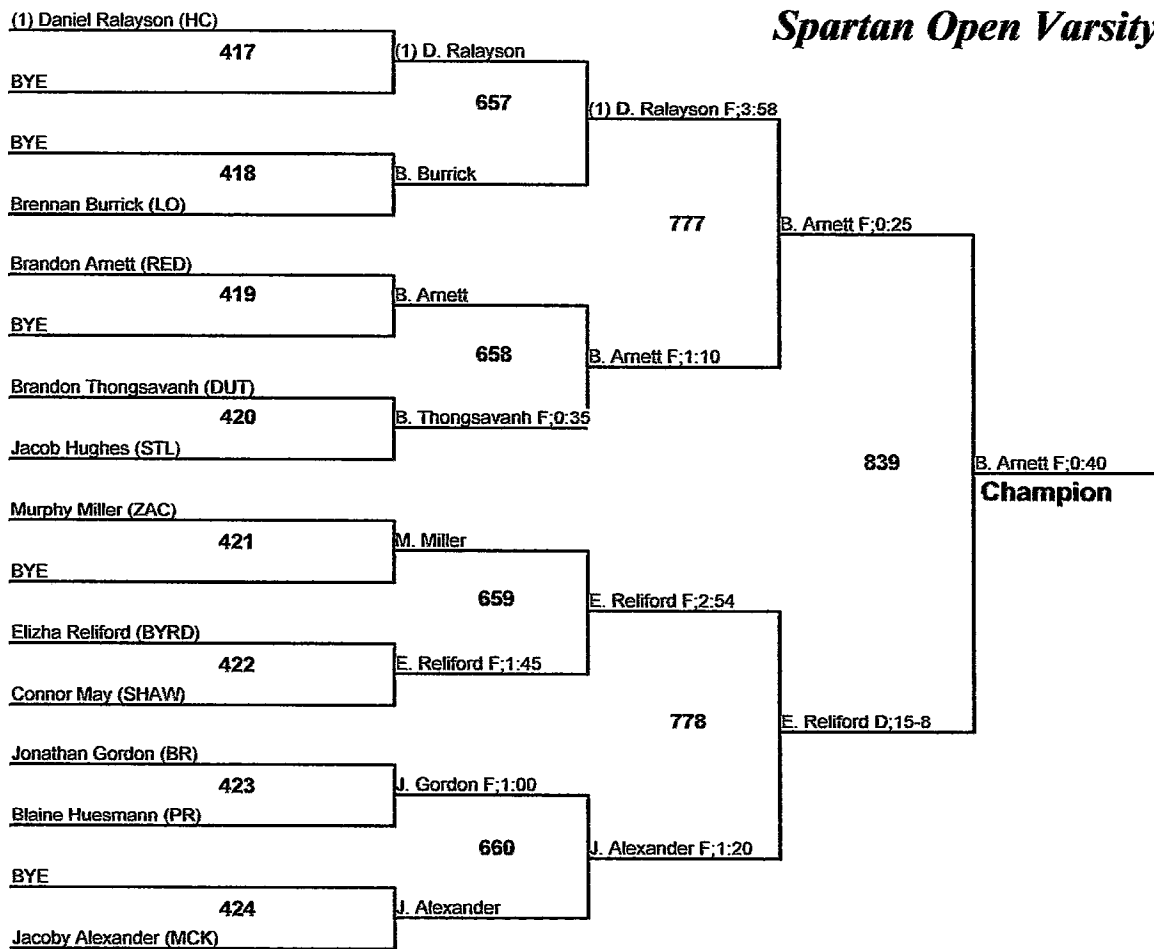 Spartan Open Varsity
(1) Daniel Ralayson (HC)
417
BYE
(1) D. Ralayson
657
BYE
418
Brennan Burrick (LO)
B. Burrick
(1) D. Ralayson F;3:58
777
Brandon Arnett (RED)
419
BYE
B. Arnett
658
Brandon Thongsavanh (DUT)
420
Jacob Hughes (STL)
B. Thongsavanh F;0:35
B. Arnett F;1:10
B. Arnett F;0:25
839
Murphy Miller (ZAC)
421
BYE
M. Miller
659
Elizha Reliford (BYRD)
422
Connor May (SHAW)
E. Reliford F;1:45
E. Reliford F;2:54
778
Jonathan Gordon (BR)
423
Blaine Huesmann (PR)
J. Gordon F;1:00
660
BYE
424
Jacoby Alexander (MCK)
J. Alexander
J. Alexander F;1:20
E. Reliford D;15-8
B. Arnett F;0:40
Champion